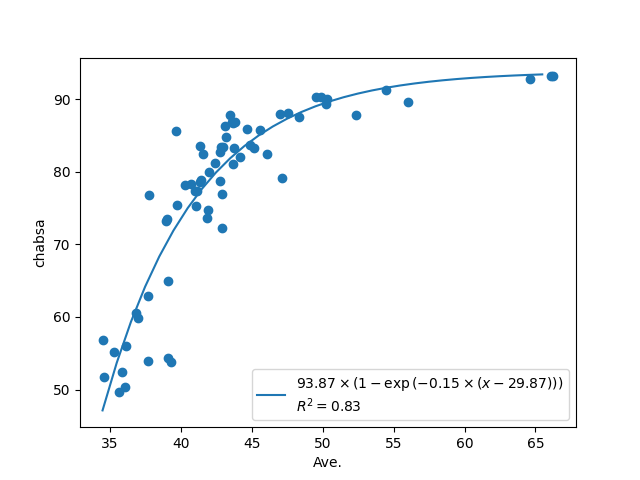 90
80
70
60
50
chabsa
35 40 45 50 55 60 65
Ave.
93.87 × (1 − exp (−0.15 × (x − 29.87)))
R² = 0.83